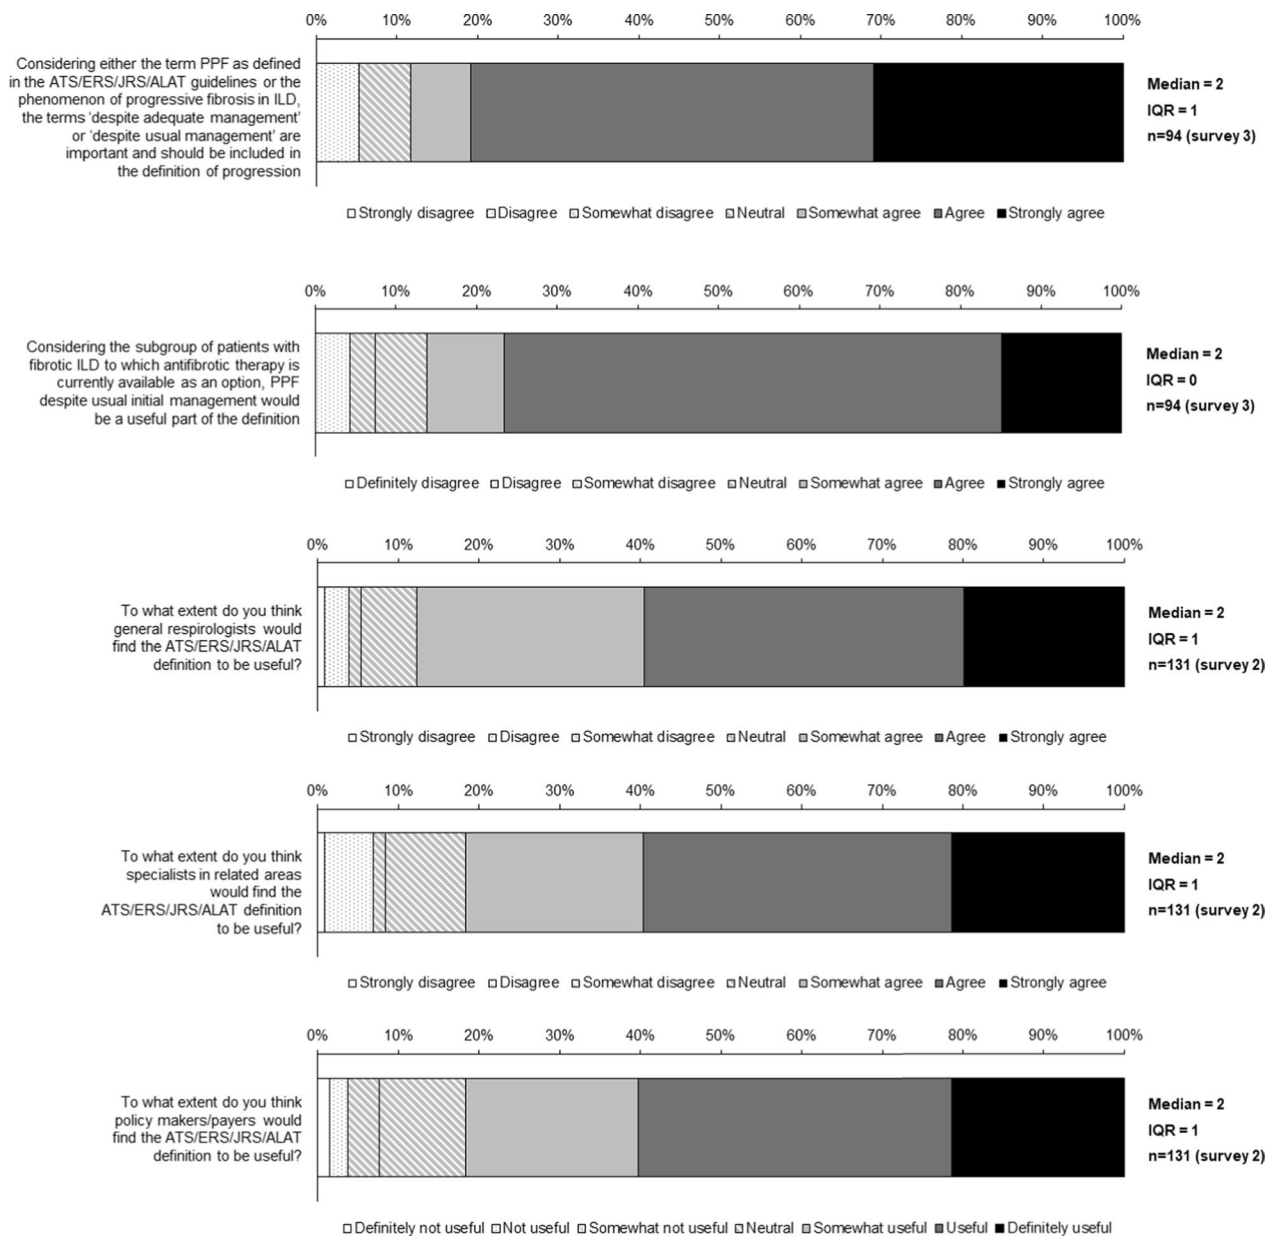 0% 10% 20% 30% 40% 50% 60% 70% 80% 90% 100%
Considering either the term PPF as defined
in the ATS/ERS/JRS/ALAT guidelines or the
phenomenon of progressive fibrosis in ILD,
the terms 'despite adequate management'
or 'despite usual management' are
important and should be included in
the definition of progression
Median = 2
IQR = 1
n=94 (survey 3)
Strongly disagree Disagree Somewhat disagree Neutral Somewhat agree Agree Strongly agree
0% 10% 20% 30% 40% 50% 60% 70% 80% 90% 100%
Considering the subgroup of patients with
fibrotic ILD to which antifibrotic therapy is
currently available as an option, PPF
despite usual initial management would
be a useful part of the definition
Median = 2
IQR = 0
n=94 (survey 3)
Definitely disagree Disagree Somewhat disagree Neutral Somewhat agree Agree Strongly agree
0% 10% 20% 30% 40% 50% 60% 70% 80% 90% 100%
To what extent do you think
general respirologists would
find the ATS/ERS/JRS/ALAT
definition to be useful?
Median = 2
IQR = 1
n=131 (survey 2)
Strongly disagree Disagree Somewhat disagree Neutral Somewhat agree Agree Strongly agree
0% 10% 20% 30% 40% 50% 60% 70% 80% 90% 100%
To what extent do you think
specialists in related areas
would find the
ATS/ERS/JRS/ALAT definition
to be useful?
Median = 2
IQR = 1
n=131 (survey 2)
Strongly disagree Disagree Somewhat disagree Neutral Somewhat agree Agree Strongly agree
0% 10% 20% 30% 40% 50% 60% 70% 80% 90% 100%
To what extent do you think
policy makers/payers would
find the ATS/ERS/JRS/ALAT
definition to be useful?
Median = 2
IQR = 1
n=131 (survey 2)
Definitely not useful Not useful Somewhat not useful Neutral Somewhat useful Useful Definitely useful